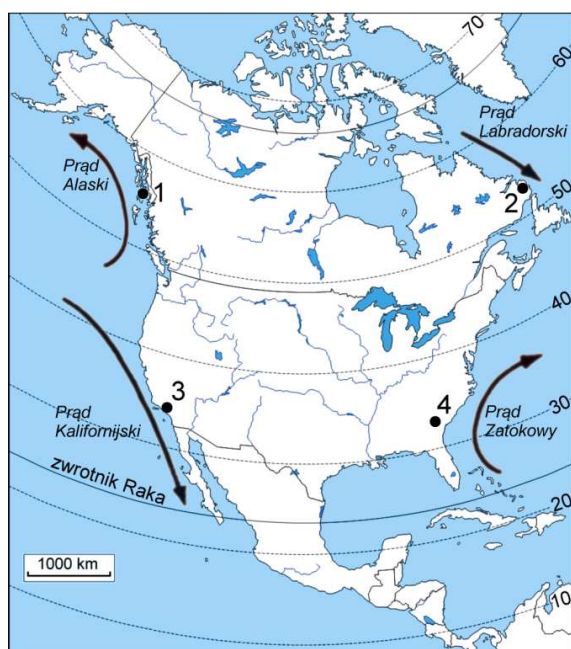 70
60
Prąd
Labradorski
Prąd
Alaski
1
2
50
40
3
4
30
Prąd
Kalifornijski
Prąd
Zatokowy
zwrotnik Raka
20
1000 km
10